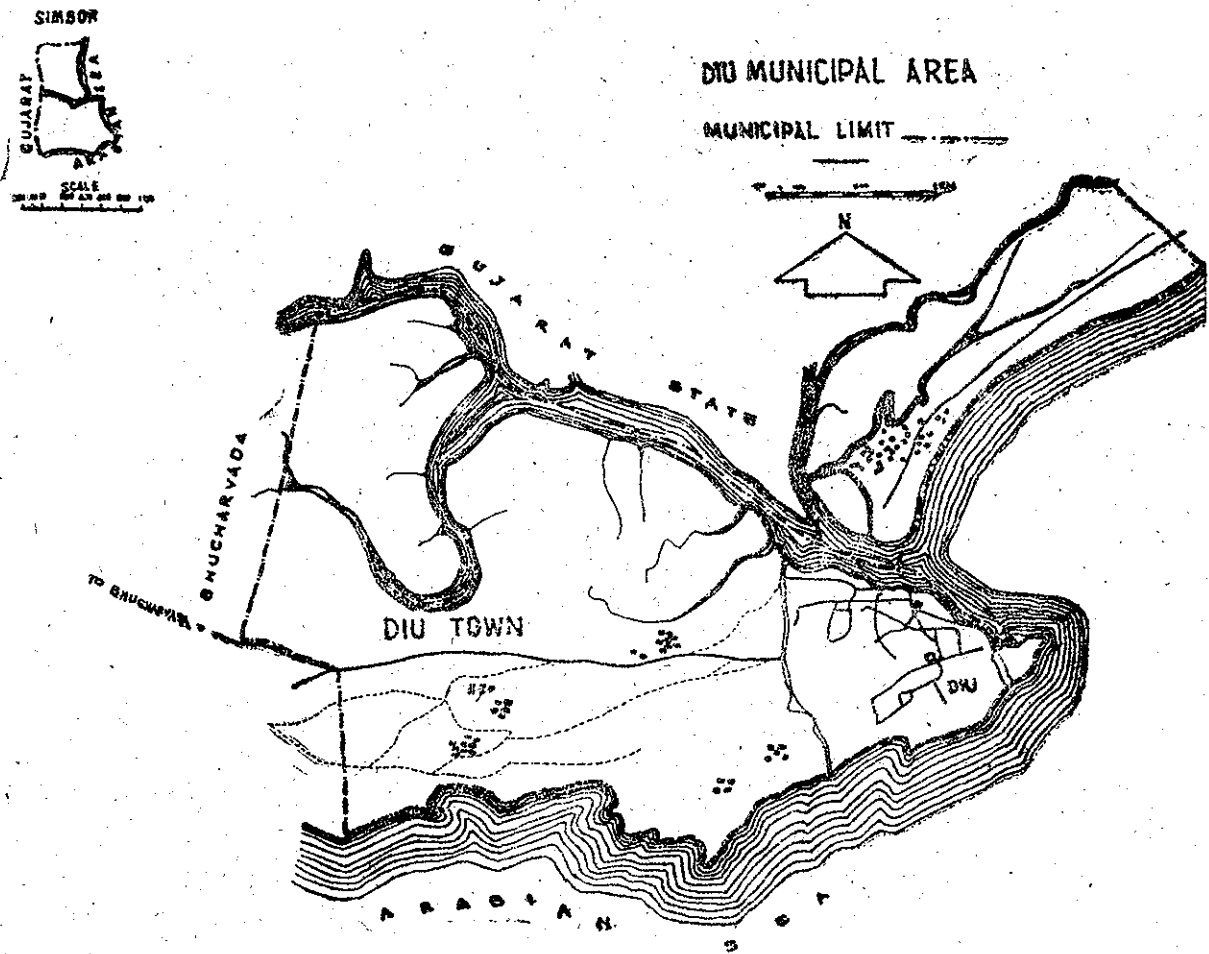 SIMBOR
GUJARAY
ARABIAN SEA
SCALE
DIU MUNICIPAL AREA
MUNICIPAL LIMIT
N
GUJARAT STATE
BHUCHARVADA
TO BHUCHARVADA
DIU TOWN
DIU
ARABIAN SEA